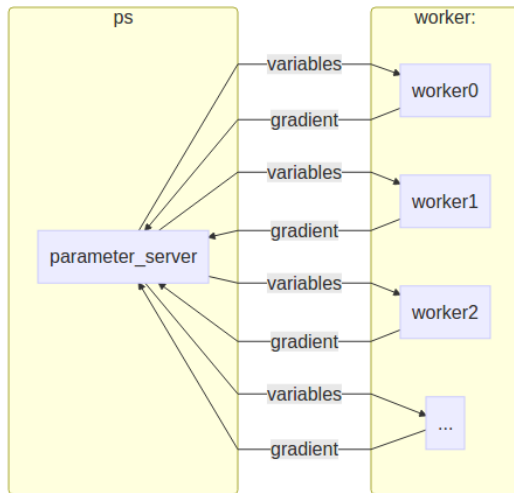 ps
worker:
variables
worker0
gradient
variables
worker1
gradient
parameter_server
variables
worker2
gradient
variables
...
gradient